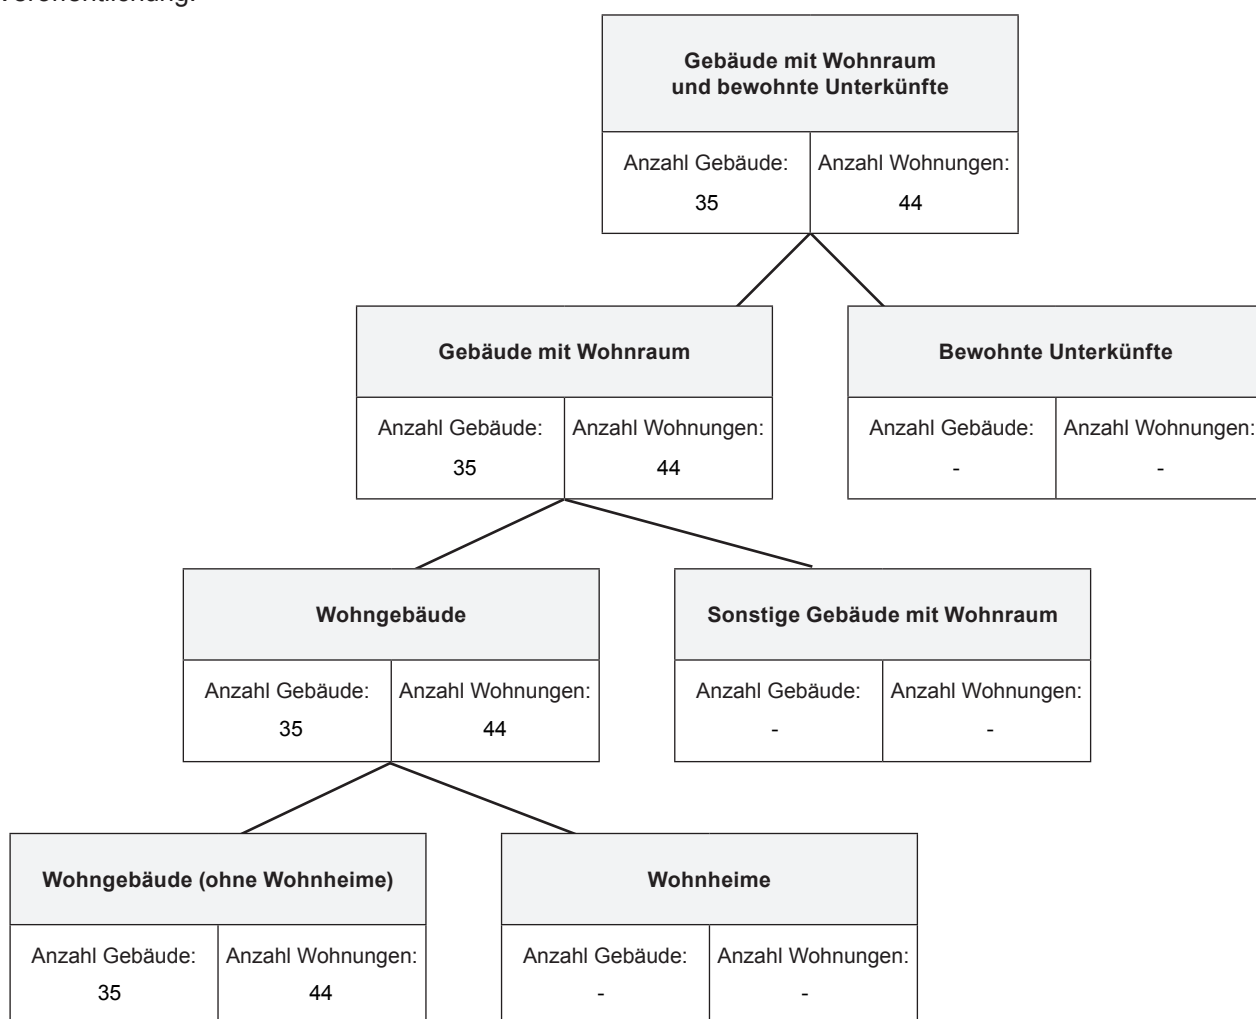 Veröffentlichung.
Gebäude mit Wohnraum
und bewohnte Unterkünfte
Anzahl Gebäude: Anzahl Wohnungen:
35 44
Gebäude mit Wohnraum Bewohnte Unterkünfte
Anzahl Gebäude: Anzahl Wohnungen: Anzahl Gebäude: Anzahl Wohnungen:
35 44 - -
Wohngebäude Sonstige Gebäude mit Wohnraum
Anzahl Gebäude: Anzahl Wohnungen: Anzahl Gebäude: Anzahl Wohnungen:
35 44 - -
Wohngebäude (ohne Wohnheime) Wohnheime
Anzahl Gebäude: Anzahl Wohnungen: Anzahl Gebäude: Anzahl Wohnungen:
35 44 - -